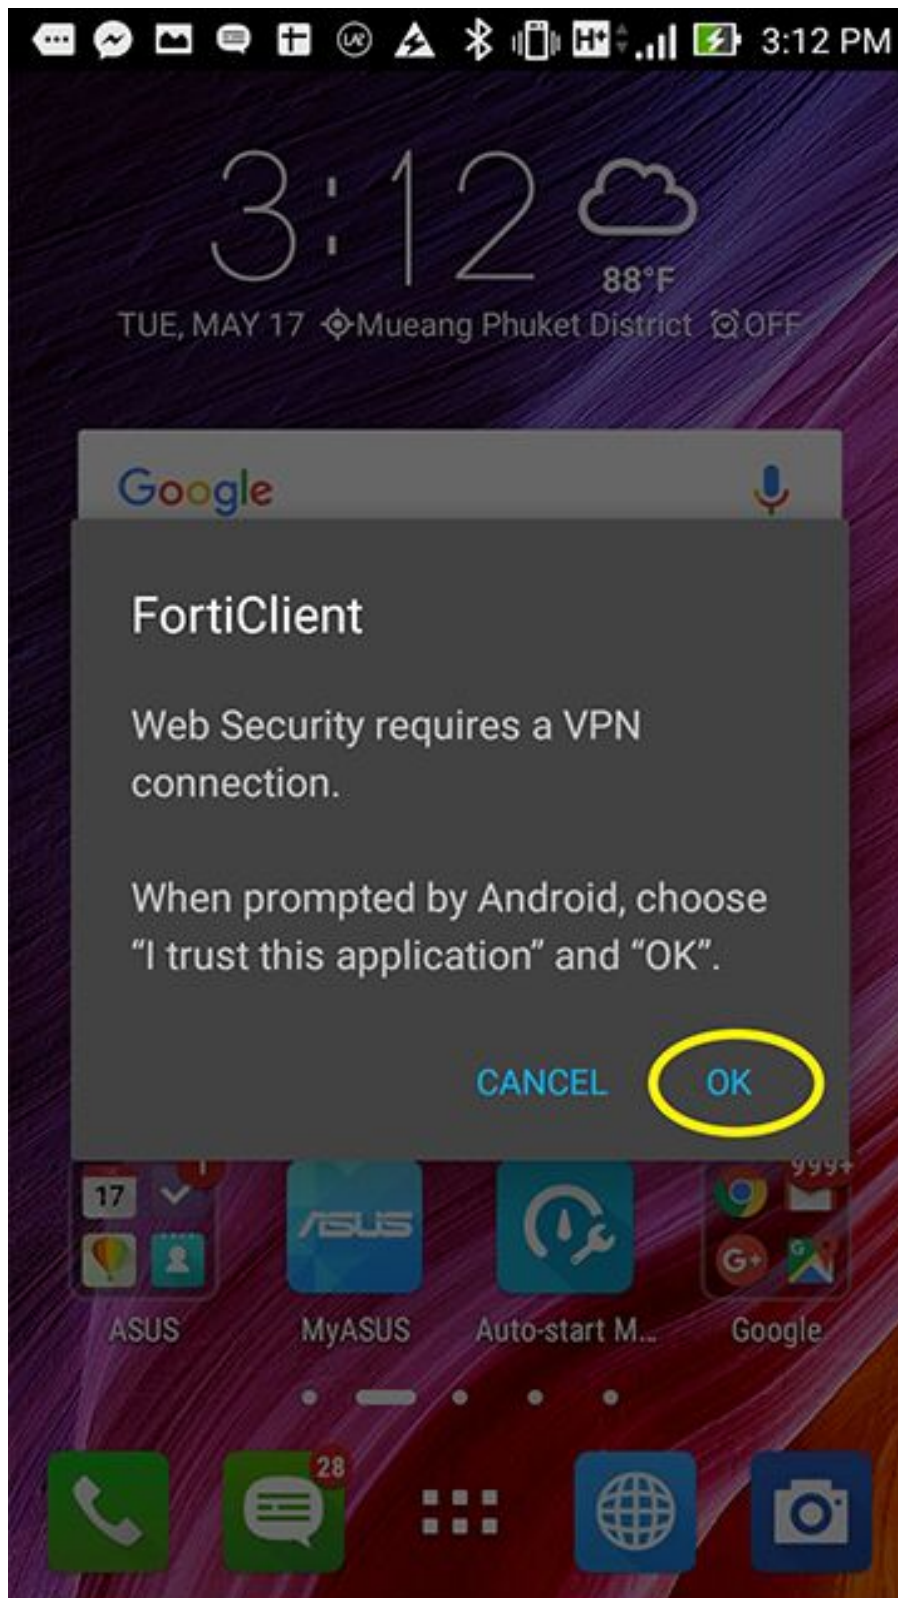 3:12 PM
3:12
88°F
TUE, MAY 17 Mueang Phuket District OFF
Google
FortiClient
Web Security requires a VPN
connection.
When prompted by Android, choose
“I trust this application” and “OK”.
CANCEL OK
1 999+
17
ASUS
G+ G
ASUS MyASUS Auto-start M... Google
28